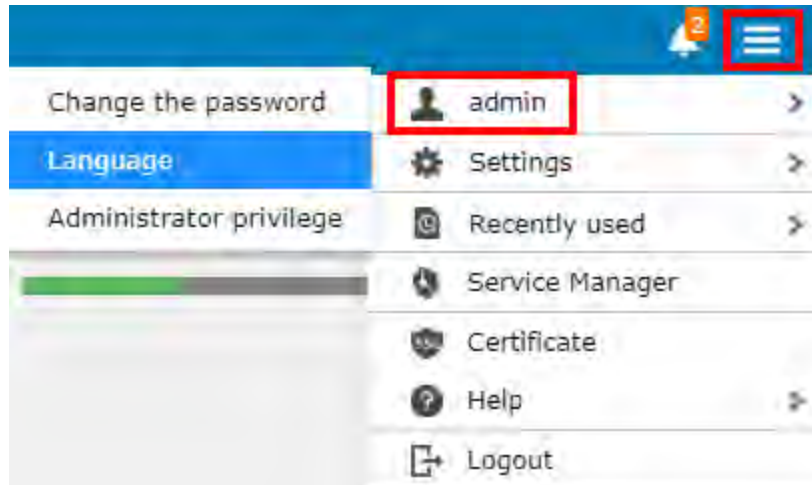 2
Change the password
Language
Administrator privilege
admin
Settings
Recently used
Service Manager
Certificate
Help
Logout